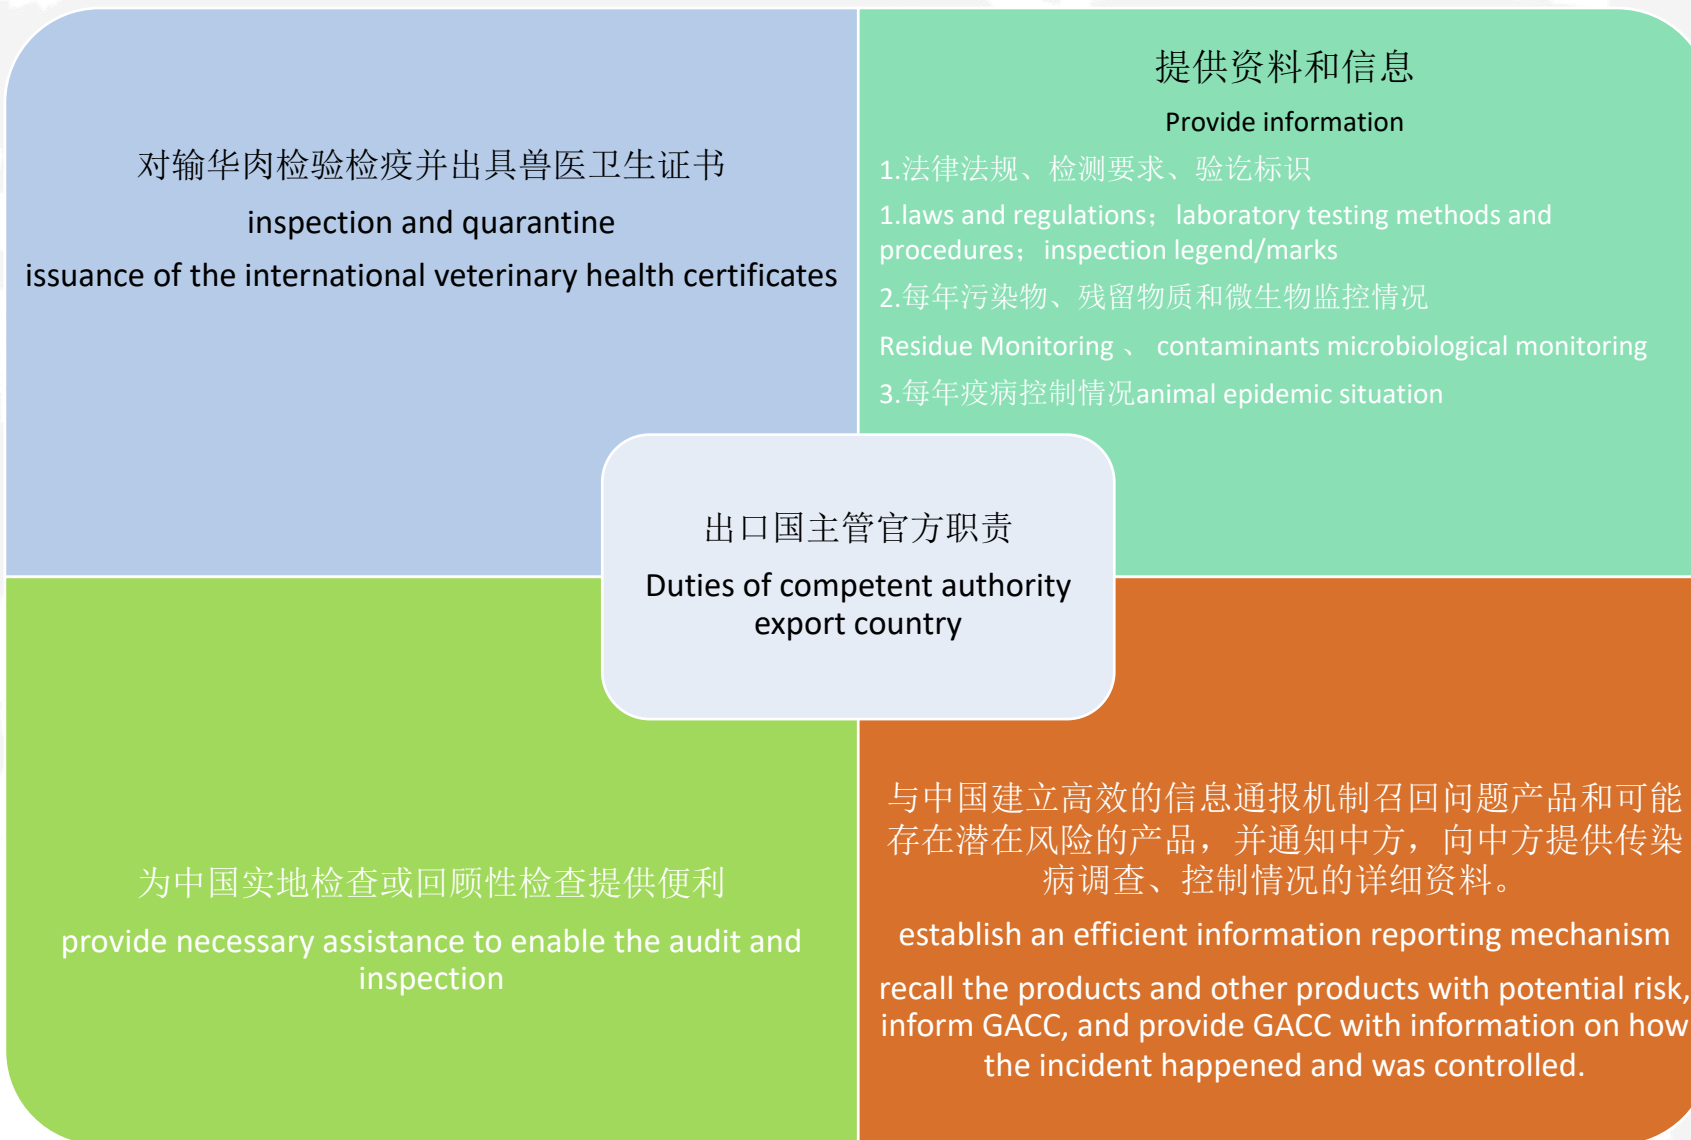 对输华肉检验检疫并出具兽医卫生证书
inspection and quarantine
issuance of the international veterinary health certificates
提供资料和信息
Provide information
1.法律法规、检测要求、验讫标识
1.laws and regulations；laboratory testing methods and
procedures；inspection legend/marks
2.每年污染物、残留物质和微生物监控情况
Residue Monitoring 、 contaminants microbiological monitoring
3.每年疫病控制情况animal epidemic situation
出口国主管官方职责
Duties of competent authority
export country
为中国实地检查或回顾性检查提供便利
provide necessary assistance to enable the audit and
inspection
与中国建立高效的信息通报机制召回问题产品和可能
存在潜在风险的产品，并通知中方，向中方提供传染
病调查、控制情况的详细资料。
establish an efficient information reporting mechanism
recall the products and other products with potential risk,
inform GACC, and provide GACC with information on how
the incident happened and was controlled.